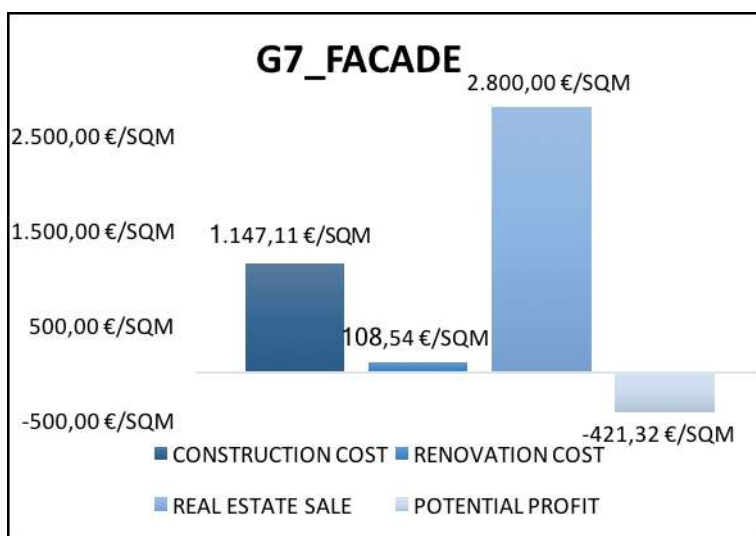 G7_FACADE
2.800,00 €/SQM
2.500,00 €/SQM
1.500,00 €/SQM
1.147,11 €/SQM
500,00 €/SQM
108,54 €/SQM
-500,00 €/SQM
-421,32 €/SQM
CONSTRUCTION COST
RENOVATION COST
REAL ESTATE SALE
POTENTIAL PROFIT